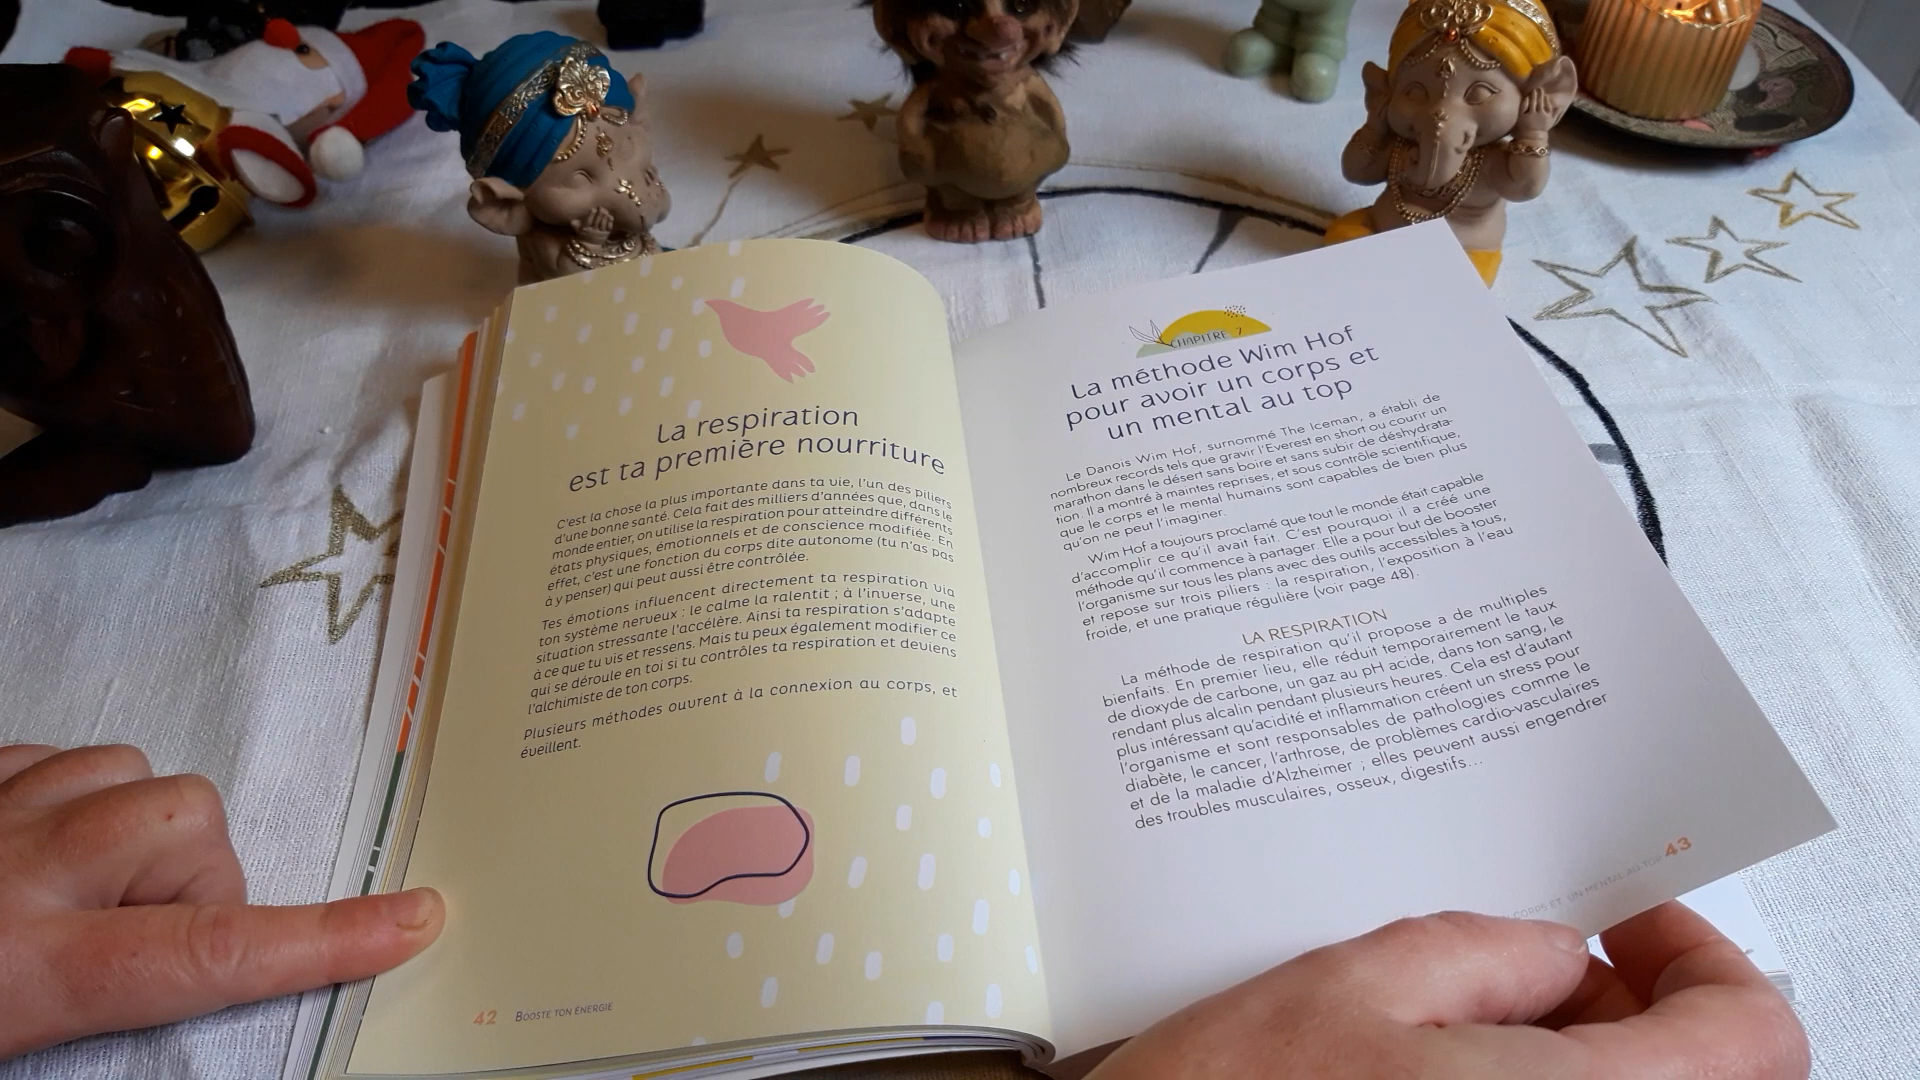 La respiration
est ta première nourriture
C'est la chose la plus importante dans ta vie, l'un des piliers
d'une bonne santé. Cela fait des milliers d'années que, dans le
monde entier, on utilise la respiration pour atteindre différents
états physiques, émotionnels et de conscience modifiée. En
effet, c'est une fonction du corps dite autonome (tu n'as pas
à y penser) qui peut aussi être contrôlée.
Tes émotions influencent directement ta respiration via
ton système nerveux : le calme la ralentit ; à l'inverse, une
situation stressante l'accélère. Ainsi ta respiration s'adapte
à ce que tu vis et ressens. Mais tu peux également modifier ce
qui se déroule en toi si tu contrôles ta respiration et deviens
l'alchimiste de ton corps.
Plusieurs méthodes ouvrent à la connexion au corps, et
éveillent.
42 BOOSTE TON ÉNERGIE
CHAPITRE 7
La méthode Wim Hof
pour avoir un corps et
un mental au top
Le Danois Wim Hof, surnommé The Iceman, a établi de
nombreux records tels que gravir l'Everest en short ou courir un
marathon dans le désert sans boire et sans subir de déshydrata-
tion. Il a montré à maintes reprises, et sous contrôle scientifique,
que le corps et le mental humains sont capables de bien plus
qu'on ne peut l'imaginer.
Wim Hof a toujours proclamé que tout le monde était capable
d'accomplir ce qu'il avait fait. C'est pourquoi il a créé une
méthode qu'il commence à partager. Elle a pour but de booster
l'organisme sur tous les plans avec des outils accessibles à tous,
et repose sur trois piliers : la respiration, l'exposition à l'eau
froide, et une pratique régulière (voir page 48).
LA RESPIRATION
La méthode de respiration qu'il propose a de multiples
bienfaits. En premier lieu, elle réduit temporairement le taux
de dioxyde de carbone, un gaz au pH acide, dans ton sang, le
rendant plus alcalin pendant plusieurs heures. Cela est d'autant
plus intéressant qu'acidité et inflammation créent un stress pour
l'organisme et sont responsables de pathologies comme le
diabète, le cancer, l'arthrose, de problèmes cardio-vasculaires
et de la maladie d'Alzheimer ; elles peuvent aussi engendrer
des troubles musculaires, osseux, digestifs...
CORPS ET UN MENTAL AU TOP 43